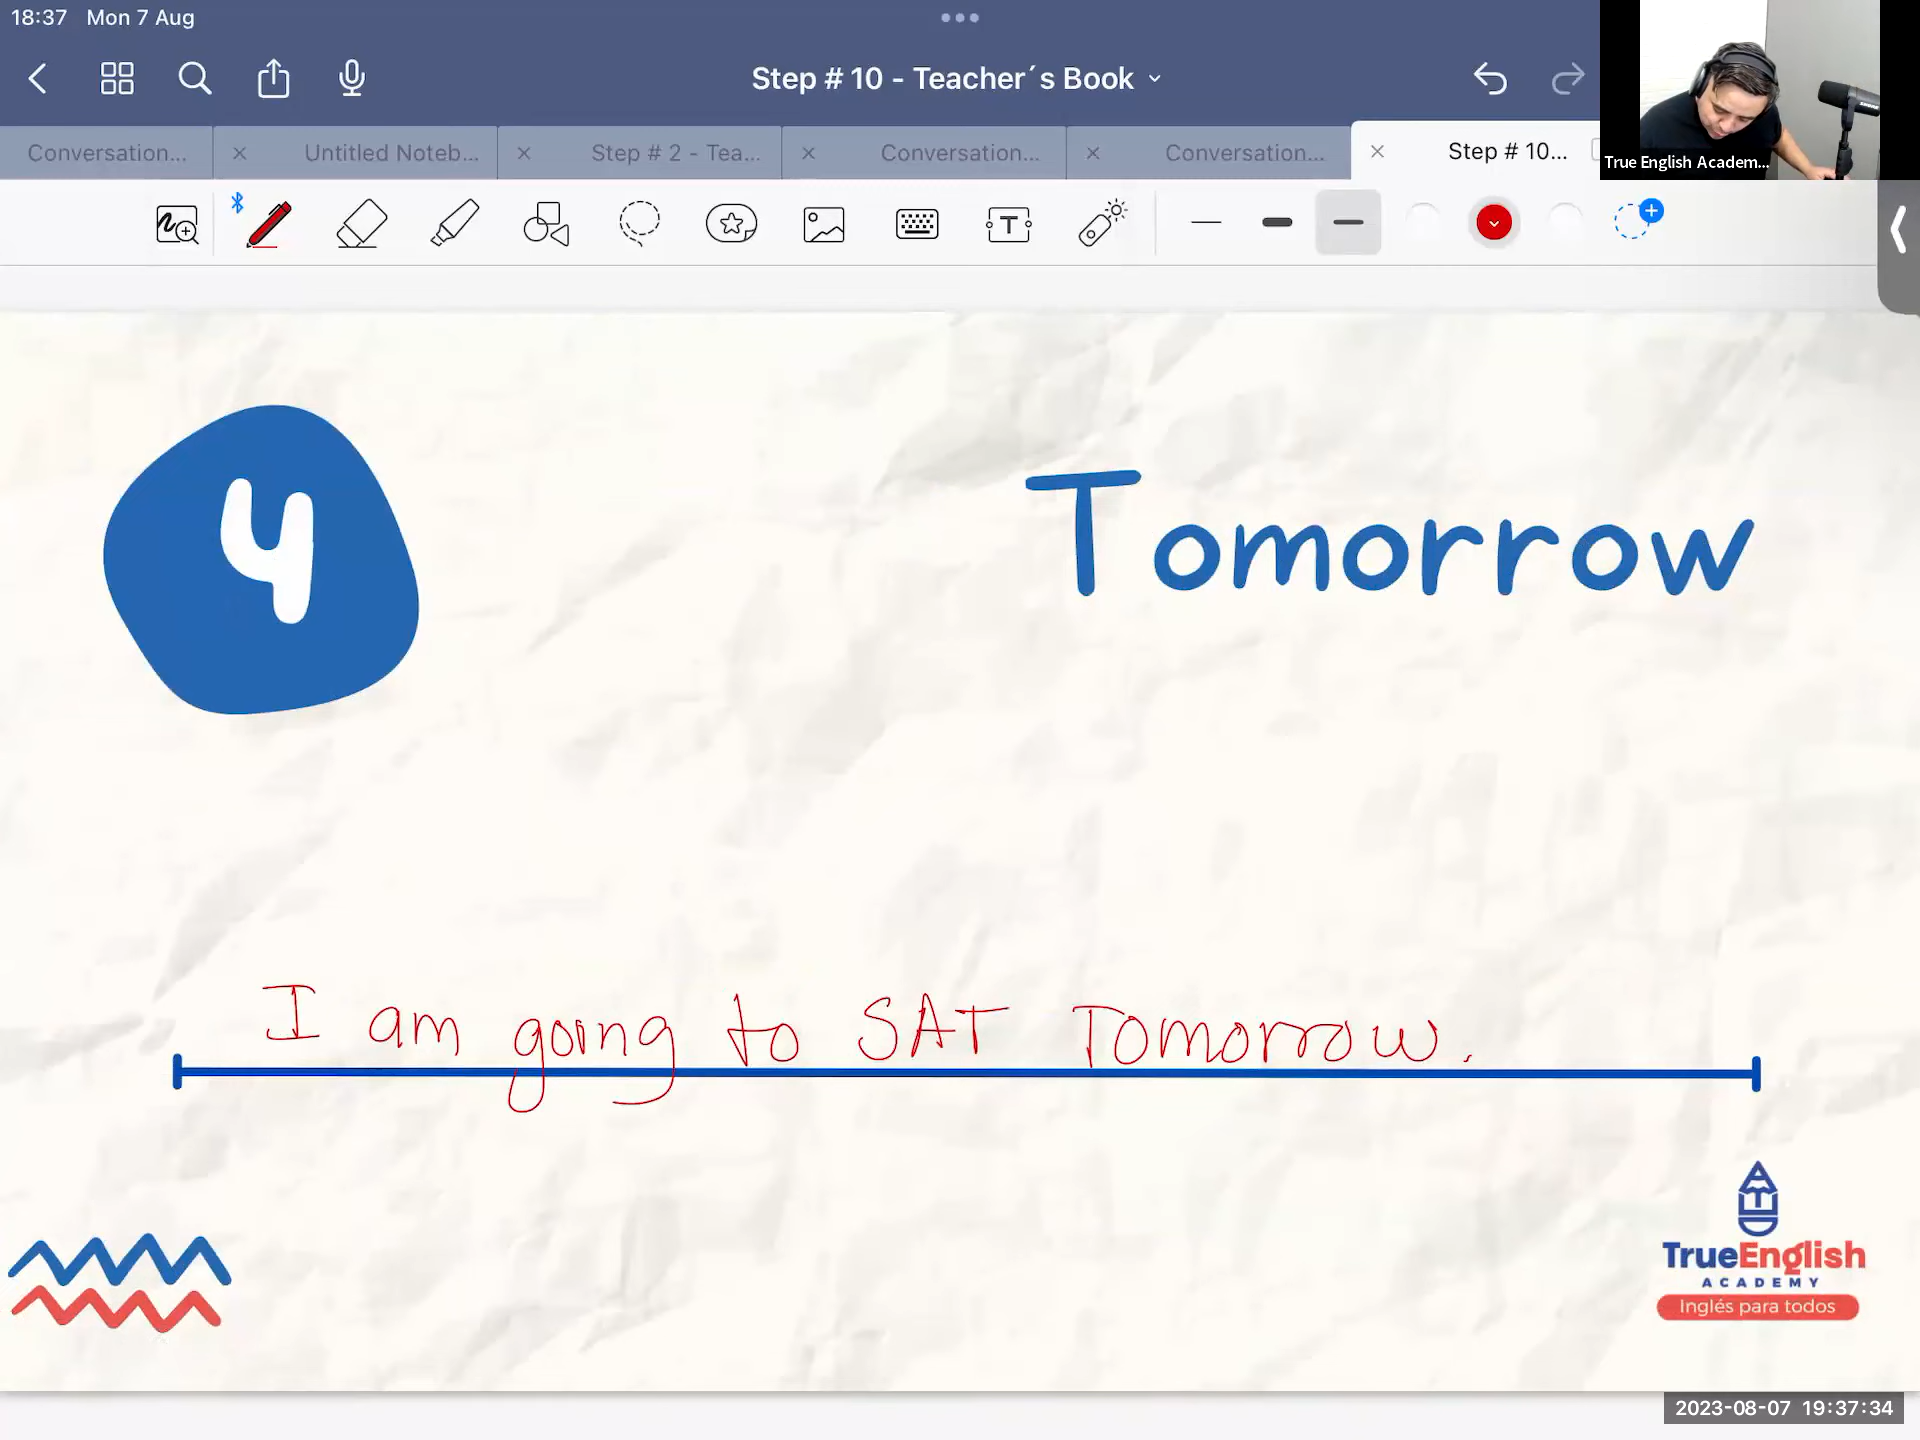 18:37 Mon 7 Aug
Step # 10 - Teacher´s Book
Conversation...
Untitled Noteb...
Step # 2 - Tea...
Conversation...
Conversation...
Step # 10...
True English Academ...
T
4
Tomorrow
I am going to SAT Tomorrow.
TrueEnglish
ACADEMY
Inglés para todos
2023-08-07 19:37:34